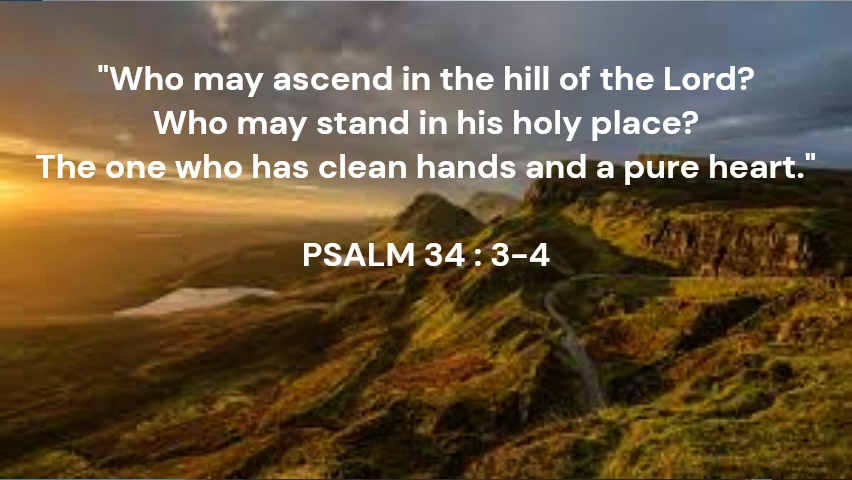 "Who may ascend in the hill of the Lord?
Who may stand in his holy place?
The one who has clean hands and a pure heart."
PSALM 34 : 3-4